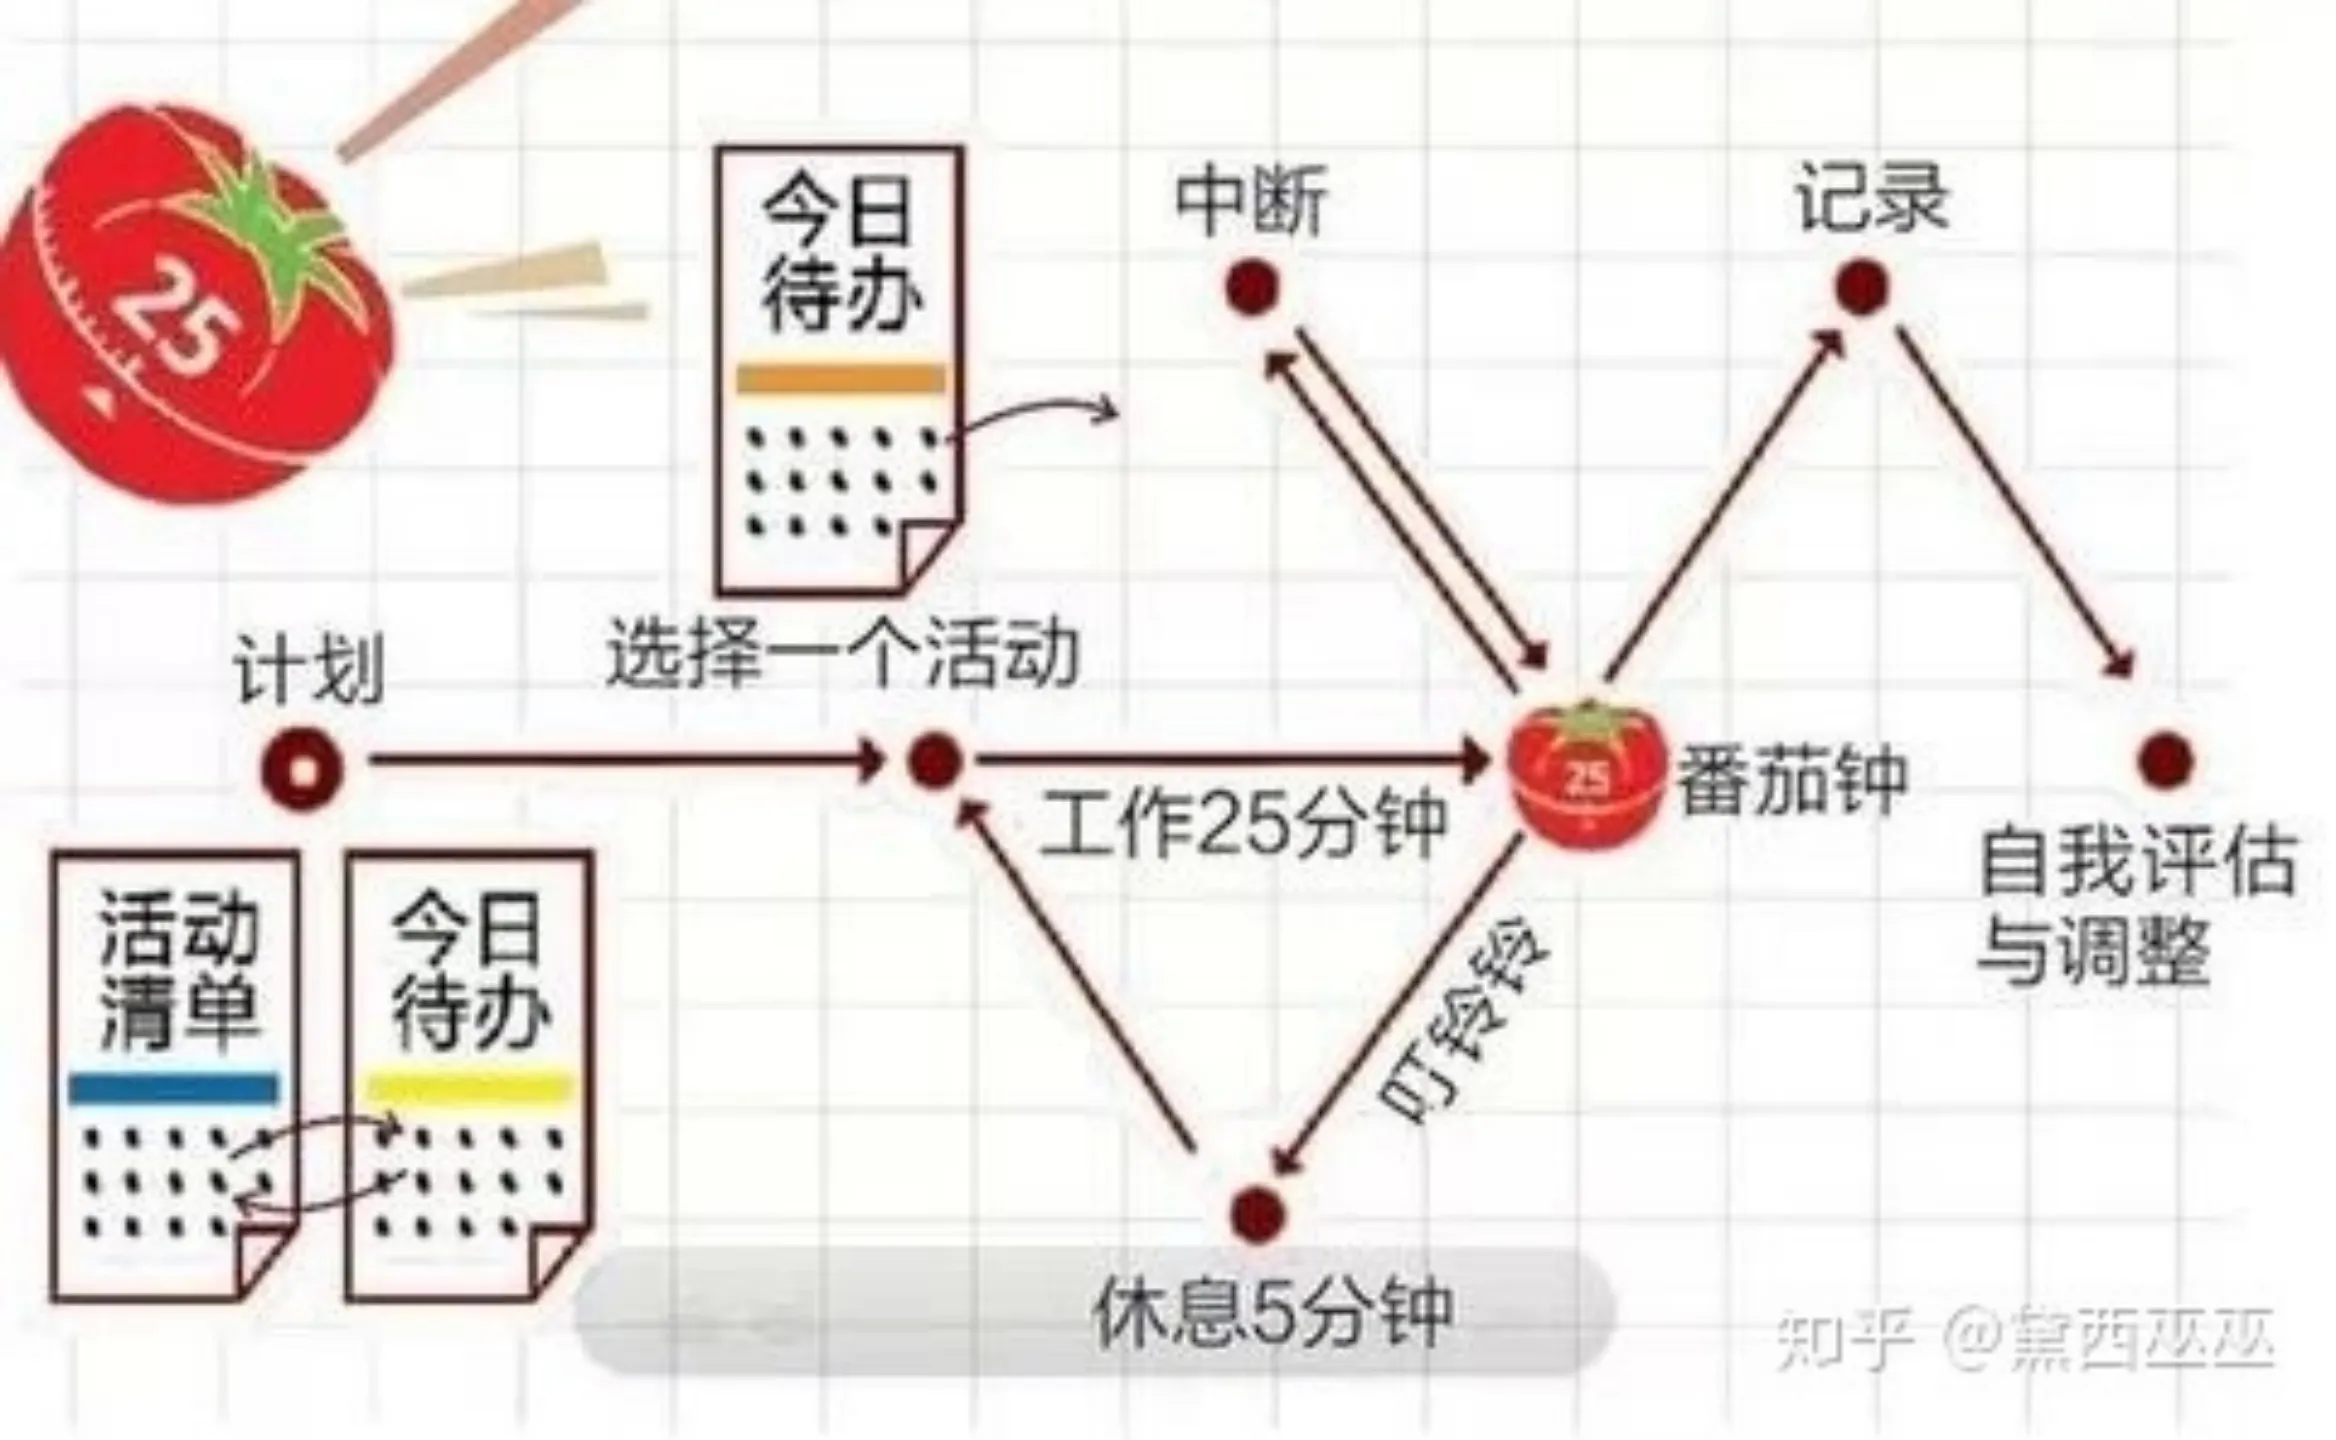 25
今日
待办
中断
记录
计划
选择一个活动
工作25分钟
25
番茄钟
自我评估
与调整
活动
清单
今日
待办
叮铃铃
休息5分钟
知乎 @黛西巫巫